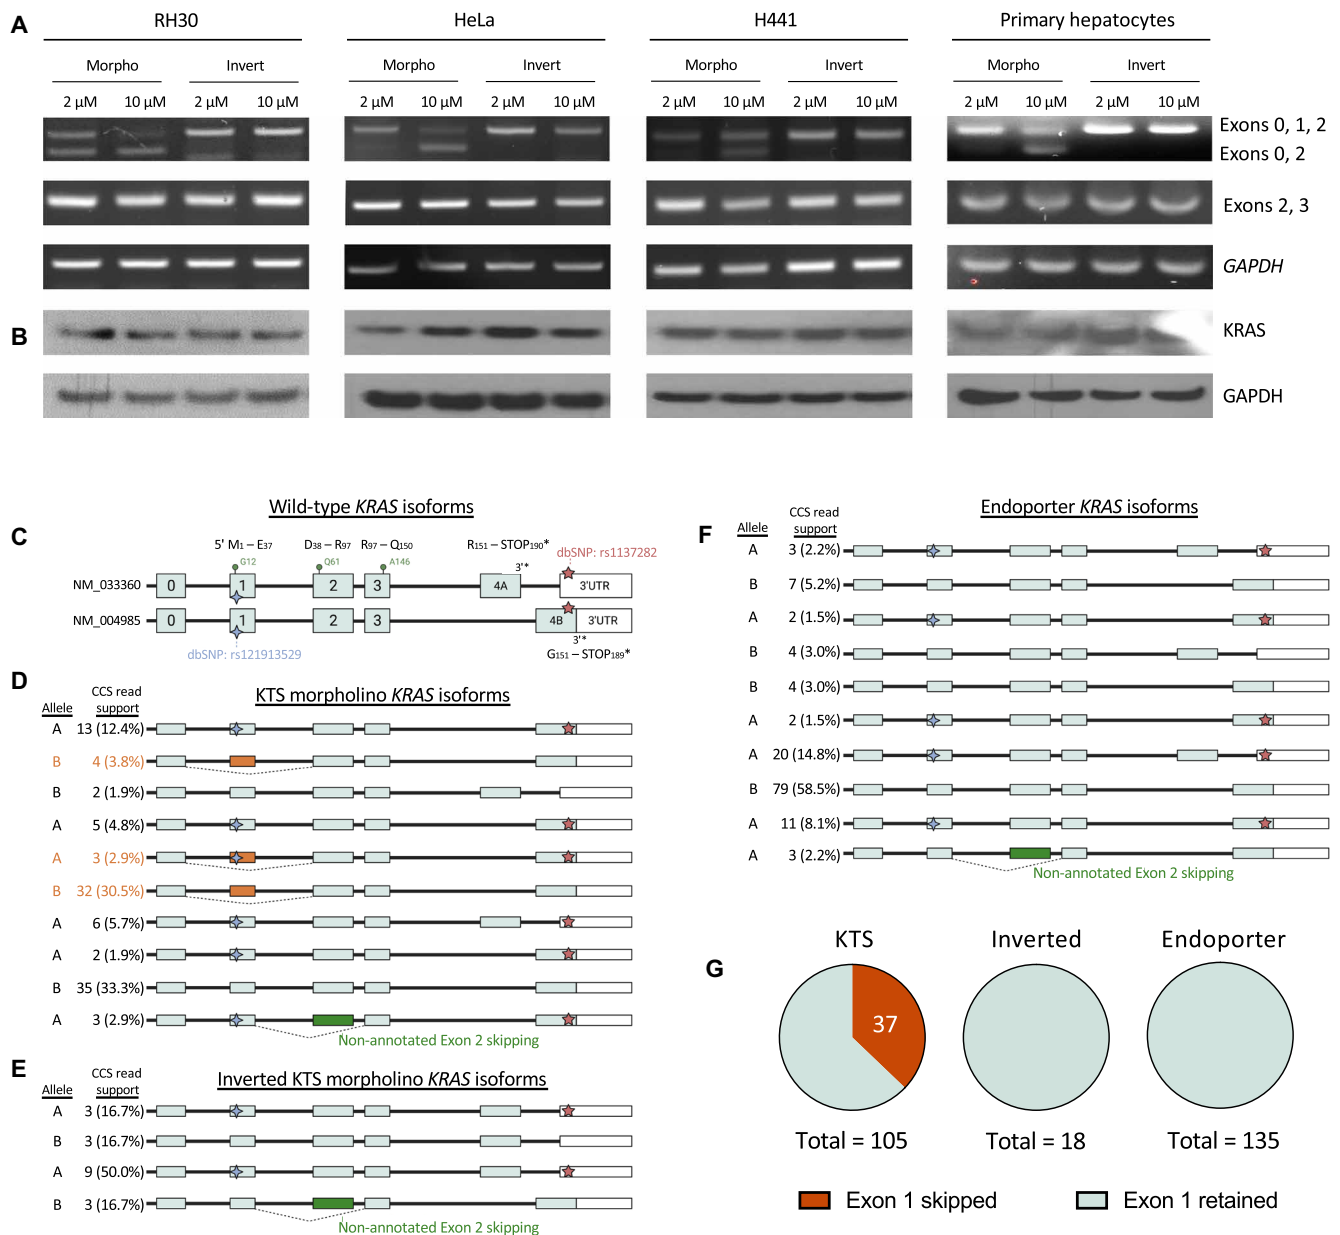 A
RH30
HeLa
H441
Primary hepatocytes
Morpho Invert
Morpho Invert
Morpho Invert
Morpho Invert
2 µM 10 µM 2 µM 10 µM
2 µM 10 µM 2 µM 10 µM
2 µM 10 µM 2 µM 10 µM
2 µM 10 µM 2 µM 10 µM
Exons 0, 1, 2
Exons 0, 2
Exons 2, 3
GAPDH
B
KRAS
GAPDH
C
Wild-type KRAS isoforms
5' M1 – E37 D38 – R97 R97 – Q150 R151 – STOP190*
dbSNP: rs1137282
G12 Q61 A146 3'*
NM_033360 0 1 2 3 4A 3'UTR
NM_004985 0 1 2 3 4B 3'UTR
3'*
dbSNP: rs121913529
G151 – STOP189*
D
KTS morpholino KRAS isoforms
Allele CCS read support
A 13 (12.4%)
B 4 (3.8%)
B 2 (1.9%)
A 5 (4.8%)
A 3 (2.9%)
B 32 (30.5%)
A 6 (5.7%)
A 2 (1.9%)
B 35 (33.3%)
A 3 (2.9%)
Non-annotated Exon 2 skipping
E
Inverted KTS morpholino KRAS isoforms
Allele CCS read support
A 3 (16.7%)
B 3 (16.7%)
A 9 (50.0%)
B 3 (16.7%)
Non-annotated Exon 2 skipping
F
Endoporter KRAS isoforms
Allele CCS read support
A 3 (2.2%)
B 7 (5.2%)
A 2 (1.5%)
B 4 (3.0%)
B 4 (3.0%)
A 2 (1.5%)
A 20 (14.8%)
B 79 (58.5%)
A 11 (8.1%)
A 3 (2.2%)
Non-annotated Exon 2 skipping
G
KTS Inverted Endoporter
37
Total = 105 Total = 18 Total = 135
Exon 1 skipped Exon 1 retained